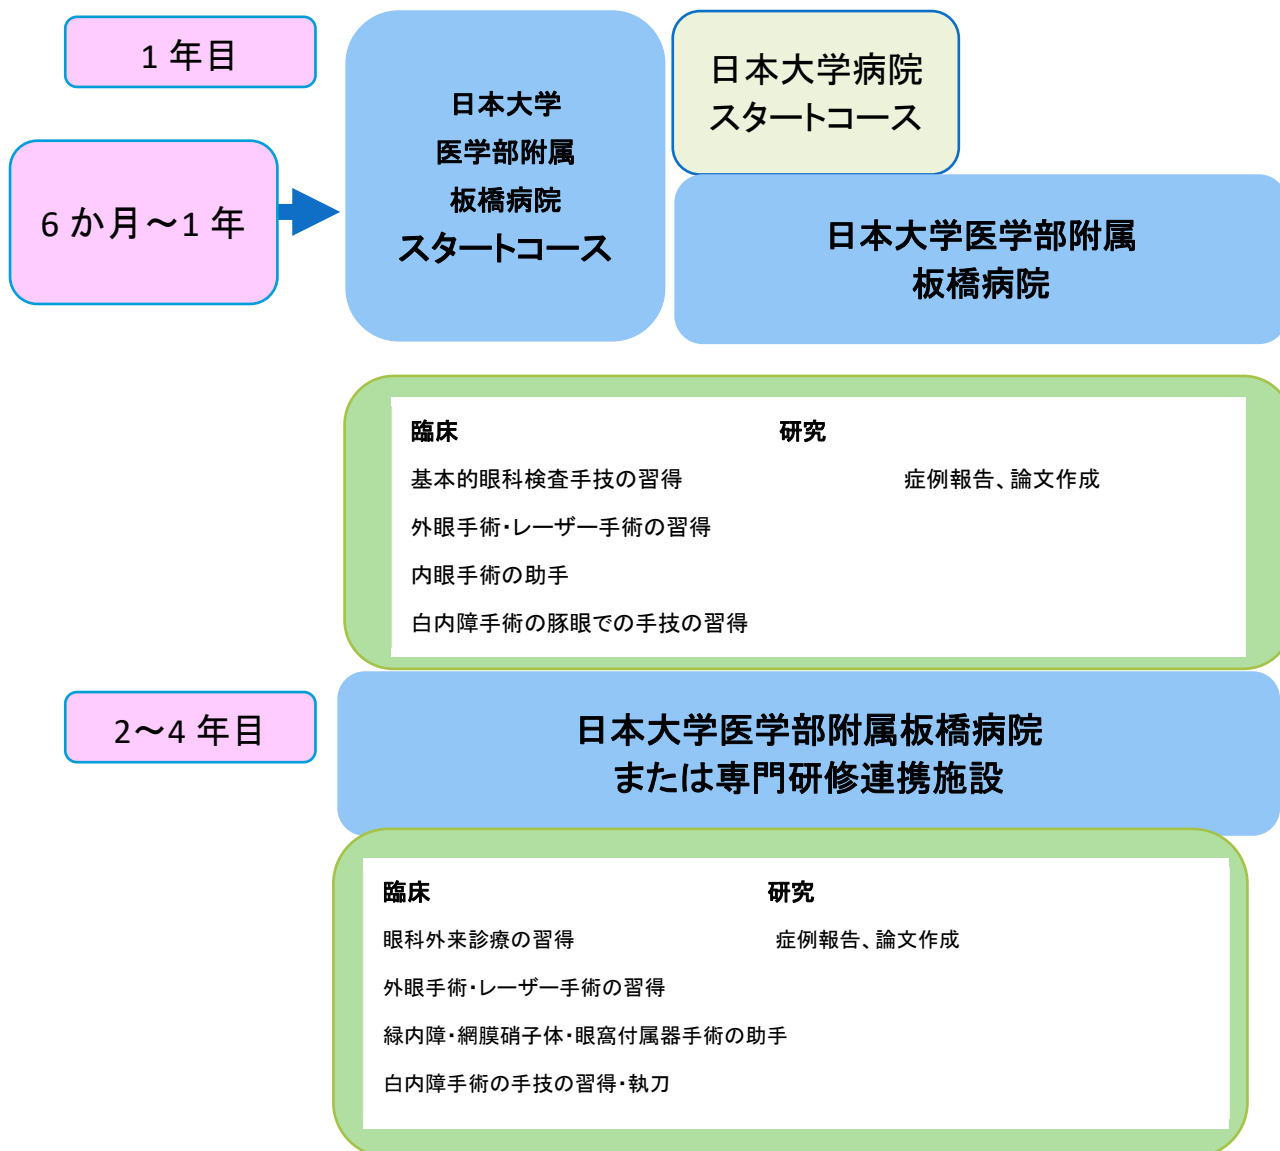 1 年目
6 か月～1 年
日本大学
医学部附属
板橋病院
スタートコース
日本大学病院
スタートコース
日本大学医学部附属
板橋病院
臨床 研究
基本的眼科検査手技の習得 症例報告、論文作成
外眼手術・レーザー手術の習得
内眼手術の助手
白内障手術の豚眼での手技の習得
2～4 年目
日本大学医学部附属板橋病院
または専門研修連携施設
臨床 研究
眼科外来診療の習得 症例報告、論文作成
外眼手術・レーザー手術の習得
緑内障・網膜硝子体・眼窩付属器手術の助手
白内障手術の手技の習得・執刀